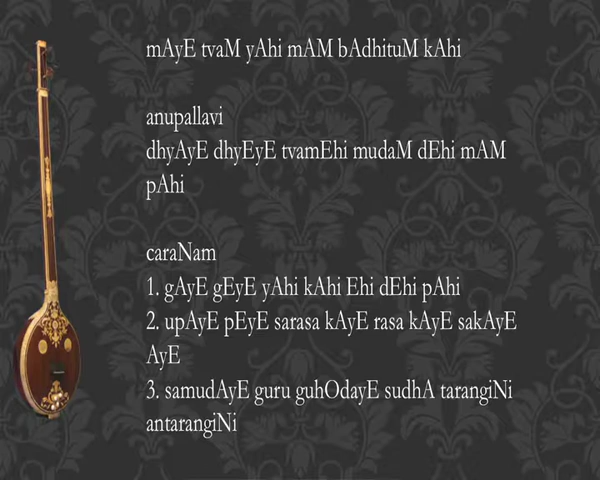 mAyE tvaM yAhi mAM bAdhituM kAhi
anupallavi
dhyAyE dhyEyE tvamEhi mudaM dEhi mAM
pAhi
caraNam
1. gAyE gEyE yAhi kAhi Ehi dEhi pAhi
2. upAyE pEyE sarasa kAyE rasa kAyE sakAyE
AyE
3. samudAyE guru guhOdayE sudhA tarangiNi
antarangiNi